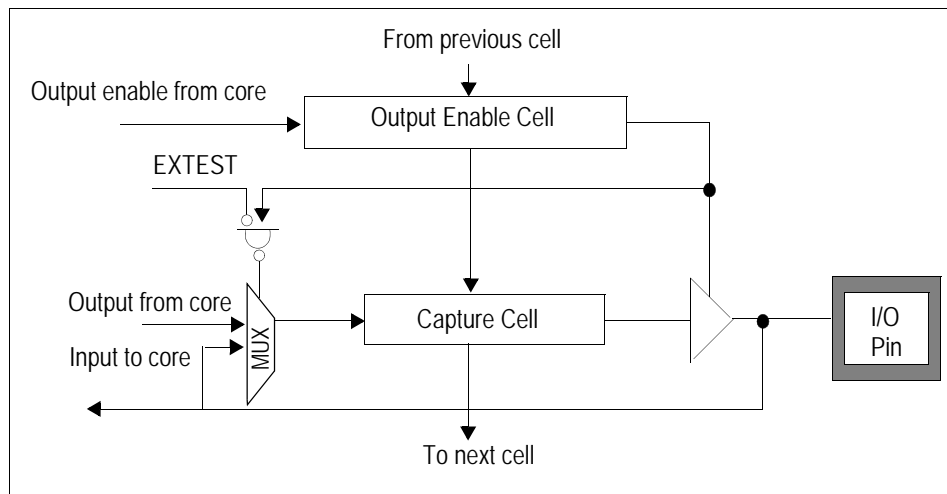 From previous cell
Output enable from core
Output Enable Cell
EXTEST
Output from core
Input to core
MUX
Capture Cell
I/O
Pin
To next cell